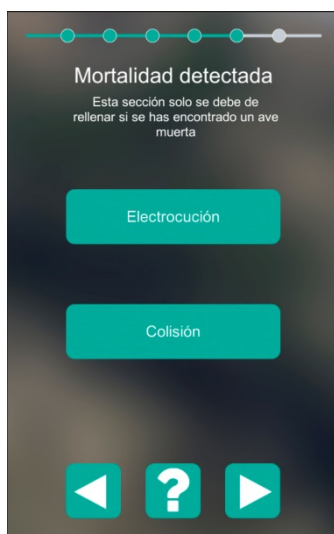 Mortalidad detectada
Esta sección solo se debe de
rellenar si se has encontrado un ave
muerta
Electrocución
Colisión
?